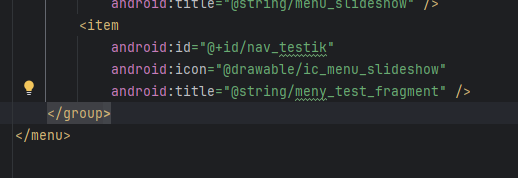 android:title="@string/menu_slideshow" />
<item
android:id="@+id/nav_testik"
android:icon="@drawable/ic_menu_slideshow"
android:title="@string/meny_test_fragment" />
</group>
</menu>